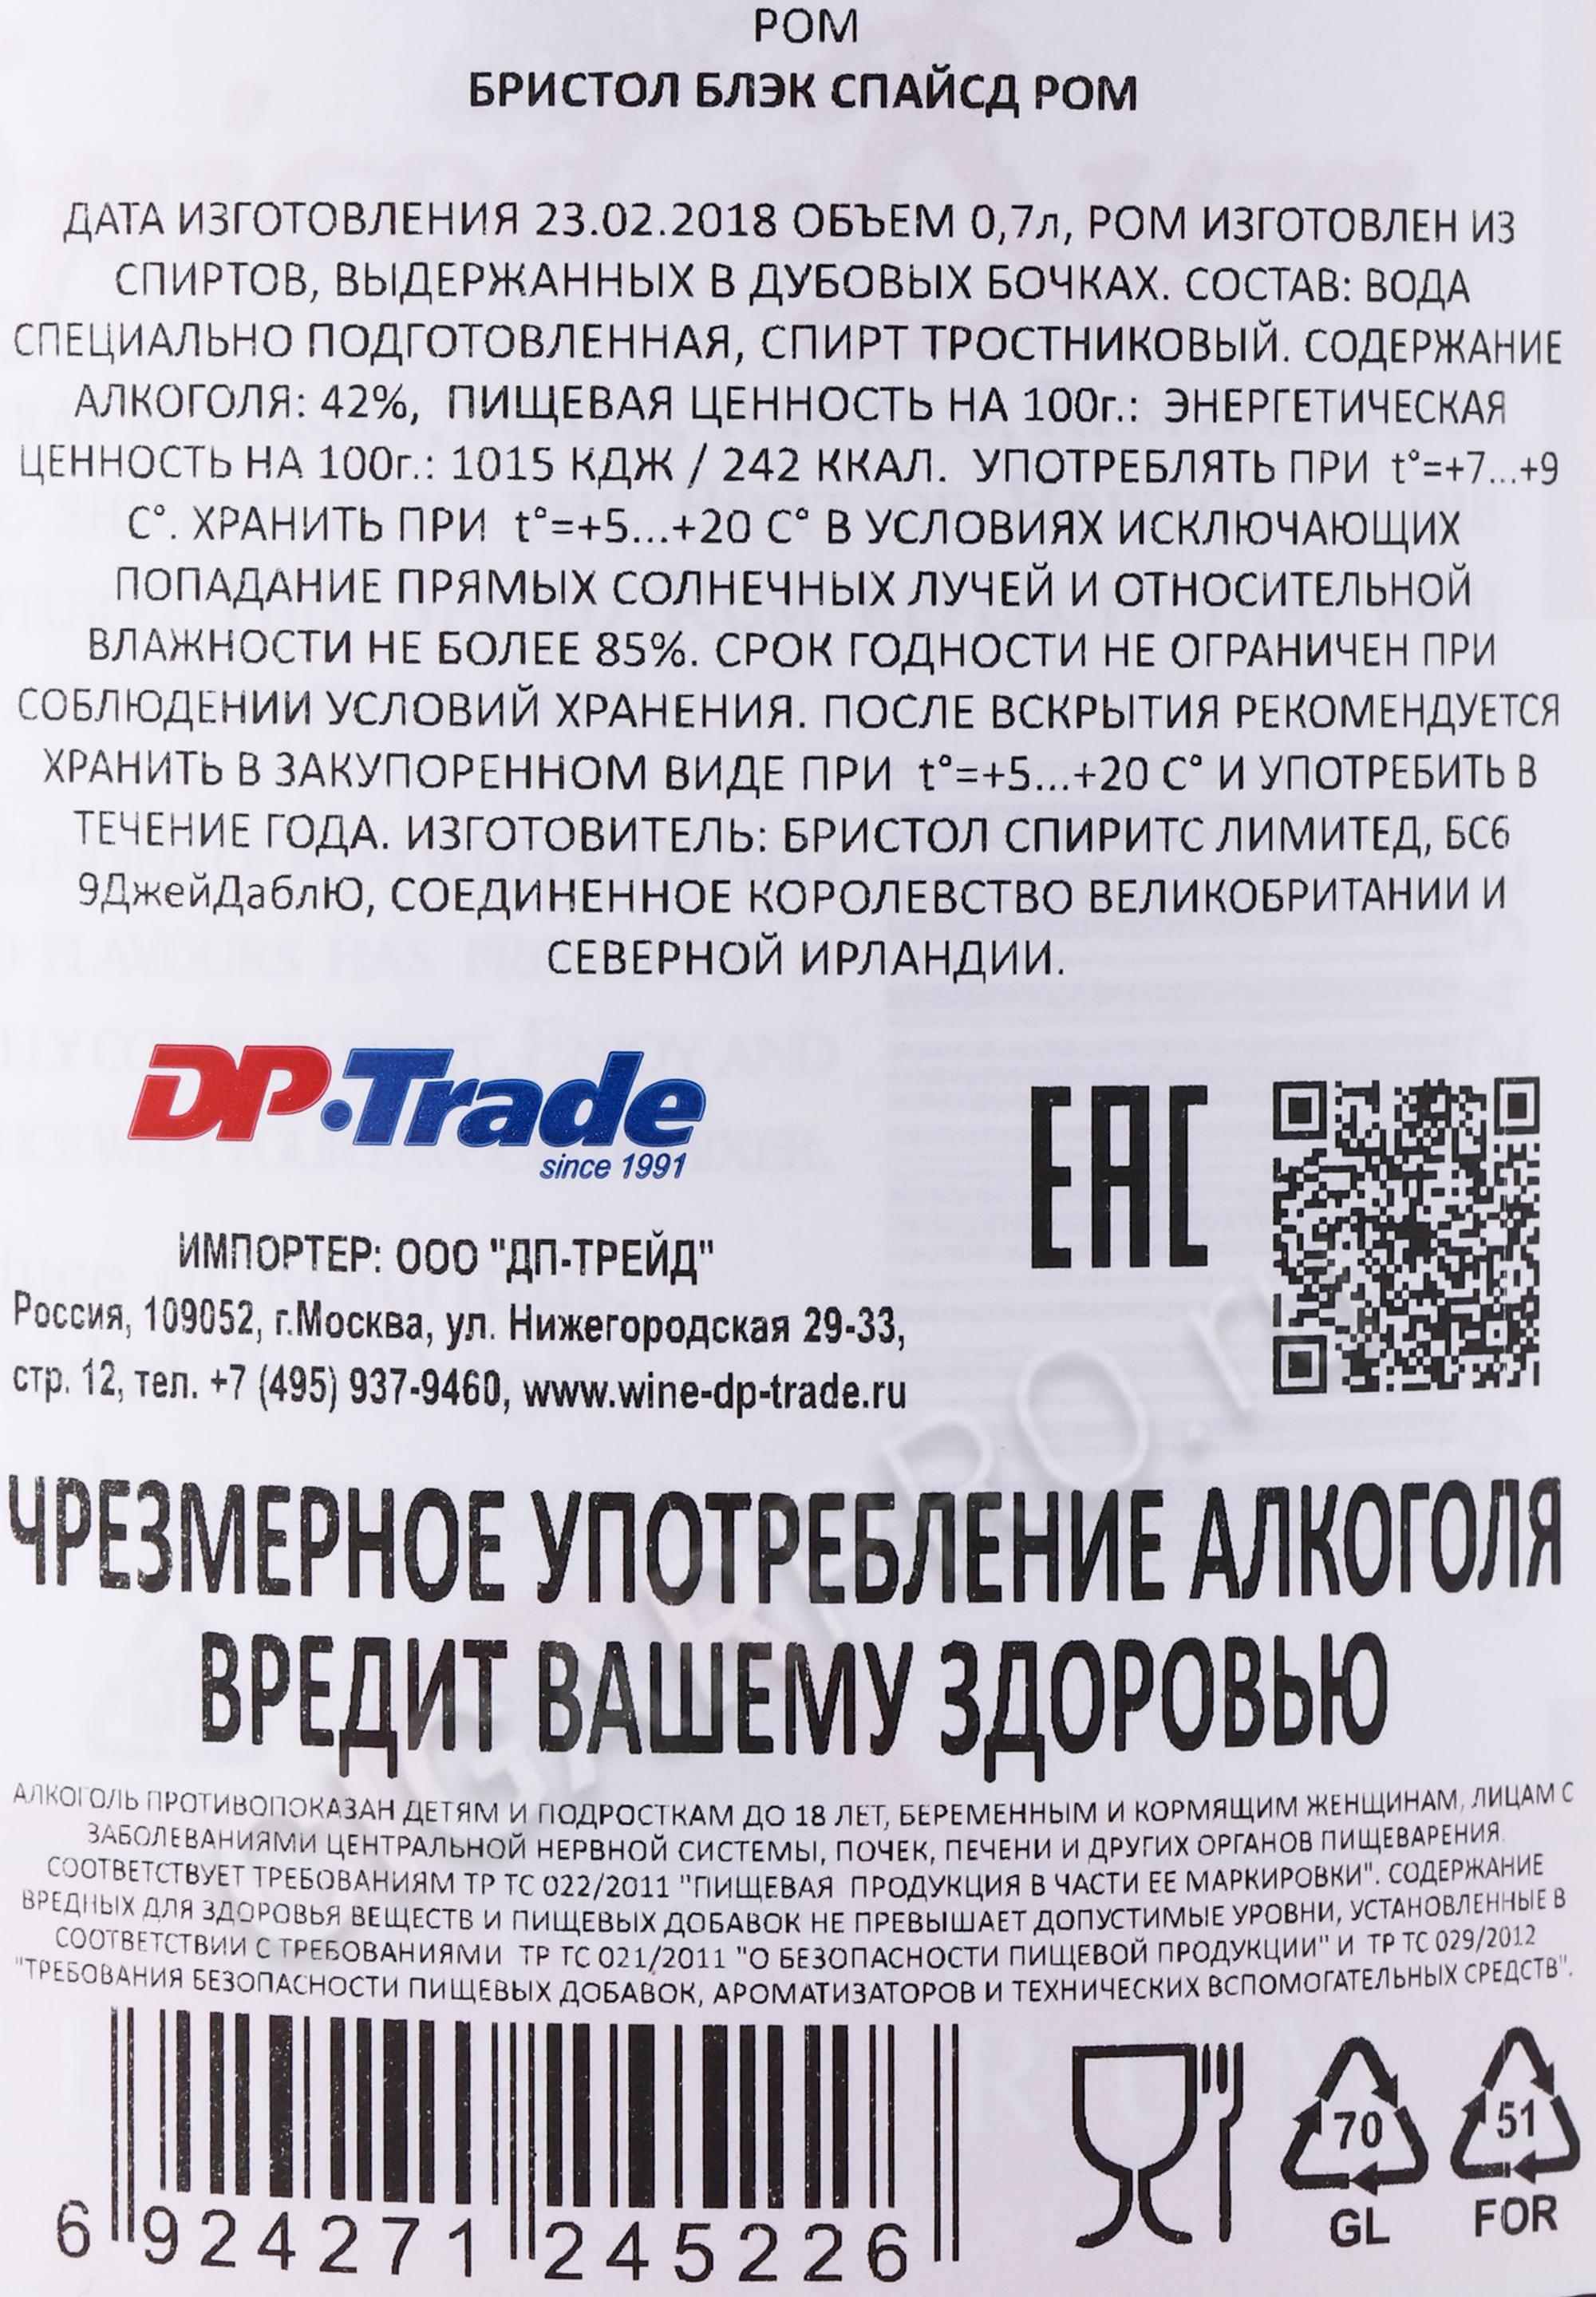 РОМ
БРИСТОЛ БЛЭК СПАЙСД РОМ
ДАТА ИЗГОТОВЛЕНИЯ 23.02.2018 ОБЪЕМ 0,7л, РОМ ИЗГОТОВЛЕН ИЗ
СПИРТОВ, ВЫДЕРЖАННЫХ В ДУБОВЫХ БОЧКАХ. СОСТАВ: ВОДА
СПЕЦИАЛЬНО ПОДГОТОВЛЕННАЯ, СПИРТ ТРОСТНИКОВЫЙ. СОДЕРЖАНИЕ
АЛКОГОЛЯ: 42%, ПИЩЕВАЯ ЦЕННОСТЬ НА 100г.: ЭНЕРГЕТИЧЕСКАЯ
ЦЕННОСТЬ НА 100г.: 1015 КДЖ / 242 ККАЛ. УПОТРЕБЛЯТЬ ПРИ t°=+7...+9
С°. ХРАНИТЬ ПРИ t°=+5...+20 С° В УСЛОВИЯХ ИСКЛЮЧАЮЩИХ
ПОПАДАНИЕ ПРЯМЫХ СОЛНЕЧНЫХ ЛУЧЕЙ И ОТНОСИТЕЛЬНОЙ
ВЛАЖНОСТИ НЕ БОЛЕЕ 85%. СРОК ГОДНОСТИ НЕ ОГРАНИЧЕН ПРИ
СОБЛЮДЕНИИ УСЛОВИЙ ХРАНЕНИЯ. ПОСЛЕ ВСКРЫТИЯ РЕКОМЕНДУЕТСЯ
ХРАНИТЬ В ЗАКУПОРЕННОМ ВИДЕ ПРИ t°=+5...+20 С° И УПОТРЕБИТЬ В
ТЕЧЕНИЕ ГОДА. ИЗГОТОВИТЕЛЬ: БРИСТОЛ СПИРИТС ЛИМИТЕД, БС6
9ДжейДаблЮ, СОЕДИНЕННОЕ КОРОЛЕВСТВО ВЕЛИКОБРИТАНИИ И
СЕВЕРНОЙ ИРЛАНДИИ.
DP·Trade
since 1991
EAC
ИМПОРТЕР: ООО "ДП-ТРЕЙД"
Россия, 109052, г.Москва, ул. Нижегородская 29-33,
стр. 12, тел. +7 (495) 937-9460, www.wine-dp-trade.ru
ЧРЕЗМЕРНОЕ УПОТРЕБЛЕНИЕ АЛКОГОЛЯ
ВРЕДИТ ВАШЕМУ ЗДОРОВЬЮ
CIGARPRO.ru
АЛКОГОЛЬ ПРОТИВОПОКАЗАН ДЕТЯМ И ПОДРОСТКАМ ДО 18 ЛЕТ, БЕРЕМЕННЫМ И КОРМЯЩИМ ЖЕНЩИНАМ, ЛИЦАМ С
ЗАБОЛЕВАНИЯМИ ЦЕНТРАЛЬНОЙ НЕРВНОЙ СИСТЕМЫ, ПОЧЕК, ПЕЧЕНИ И ДРУГИХ ОРГАНОВ ПИЩЕВАРЕНИЯ.
СООТВЕТСТВУЕТ ТРЕБОВАНИЯМ ТР ТС 022/2011 "ПИЩЕВАЯ ПРОДУКЦИЯ В ЧАСТИ ЕЕ МАРКИРОВКИ". СОДЕРЖАНИЕ
ВРЕДНЫХ ДЛЯ ЗДОРОВЬЯ ВЕЩЕСТВ И ПИЩЕВЫХ ДОБАВОК НЕ ПРЕВЫШАЕТ ДОПУСТИМЫЕ УРОВНИ, УСТАНОВЛЕННЫЕ В
СООТВЕТСТВИИ С ТРЕБОВАНИЯМИ ТР ТС 021/2011 "О БЕЗОПАСНОСТИ ПИЩЕВОЙ ПРОДУКЦИИ" И ТР ТС 029/2012
"ТРЕБОВАНИЯ БЕЗОПАСНОСТИ ПИЩЕВЫХ ДОБАВОК, АРОМАТИЗАТОРОВ И ТЕХНИЧЕСКИХ ВСПОМОГАТЕЛЬНЫХ СРЕДСТВ".
6 924271 245226
70
GL
51
FOR